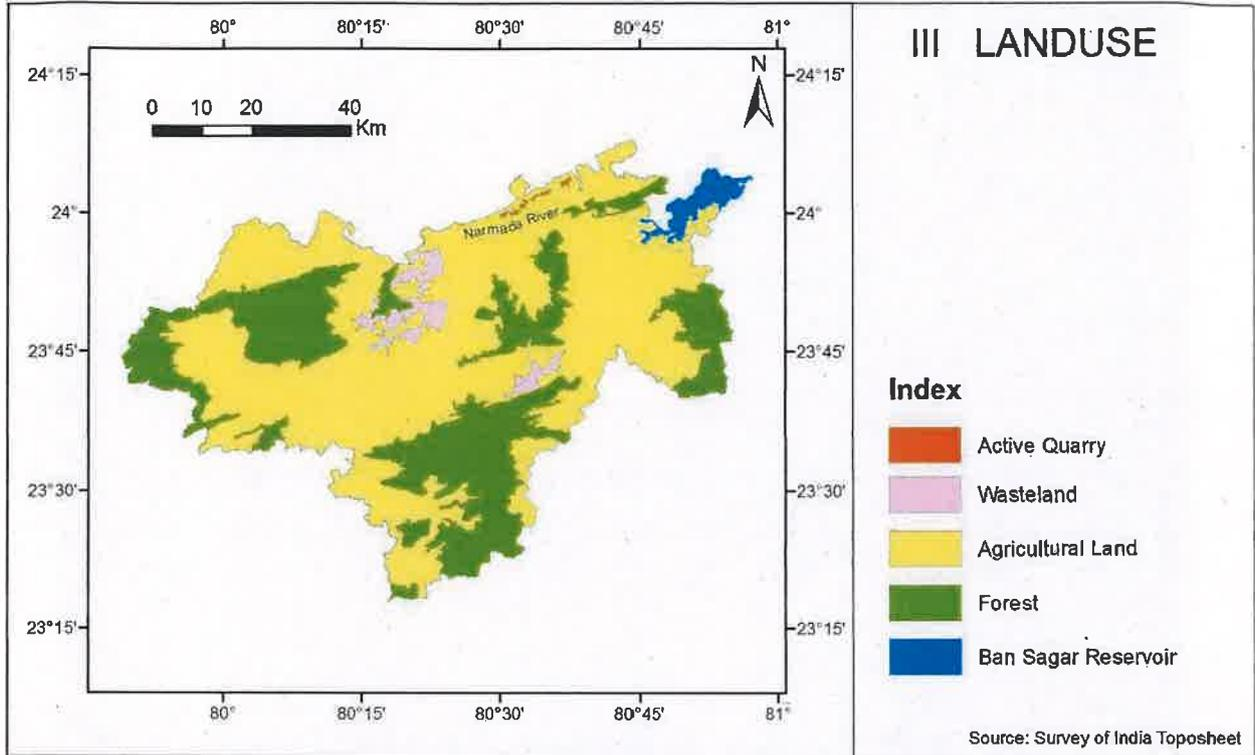 III LANDUSE
80° 80°15' 80°30' 80°45' 81°
24°15' 24°15'
N
0 10 20 40
Km
24° 24°
Narmada River
23°45' 23°45'
23°30' 23°30'
23°15' 23°15'
80° 80°15' 80°30' 80°45' 81°
Index
Active Quarry
Wasteland
Agricultural Land
Forest
Ban Sagar Reservoir
Source: Survey of India Toposheet